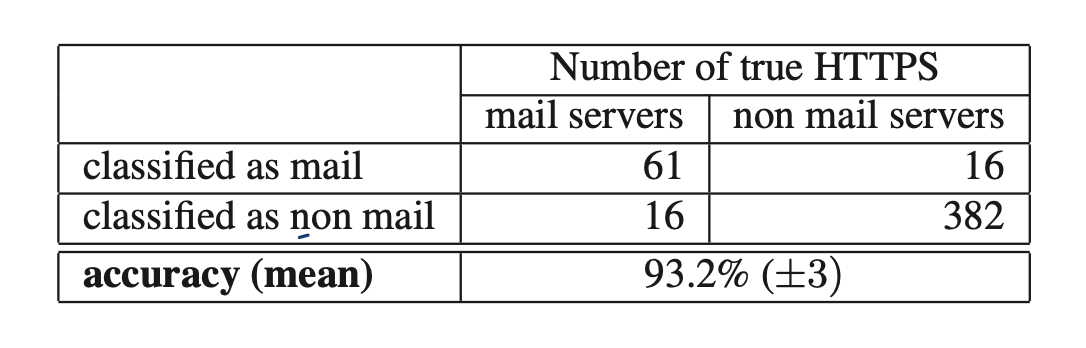 Number of true HTTPS
mail servers non mail servers
classified as mail 61 16
classified as non mail 16 382
accuracy (mean) 93.2% (±3)